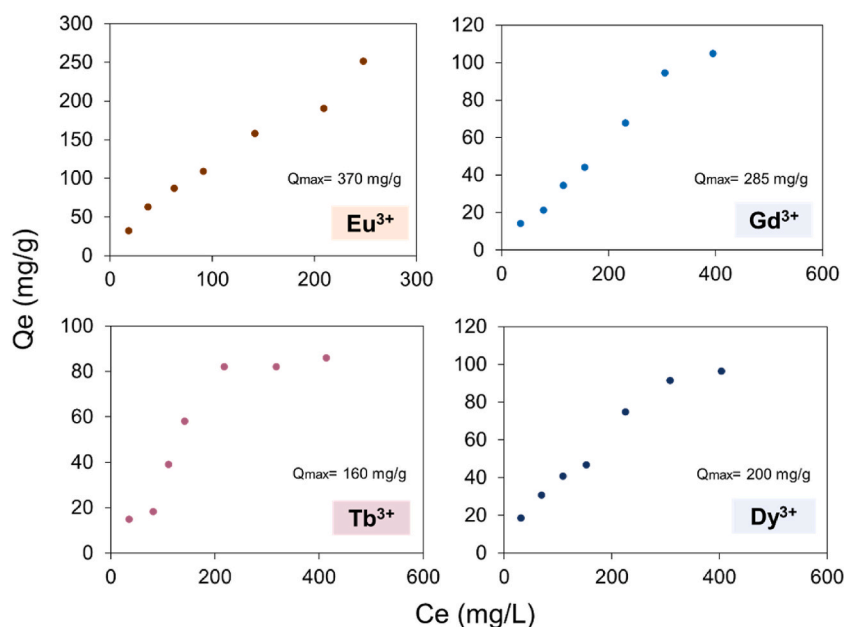 300
250
200
150
100
50
0
0 100 200 300
Qmax= 370 mg/g
Eu³⁺
120
100
80
60
40
20
0
0 200 400 600
Qmax= 285 mg/g
Gd³⁺
Qe (mg/g)
100
80
60
40
20
0
0 200 400 600
Qmax= 160 mg/g
Tb³⁺
120
100
80
60
40
20
0
0 200 400 600
Qmax= 200 mg/g
Dy³⁺
Ce (mg/L)